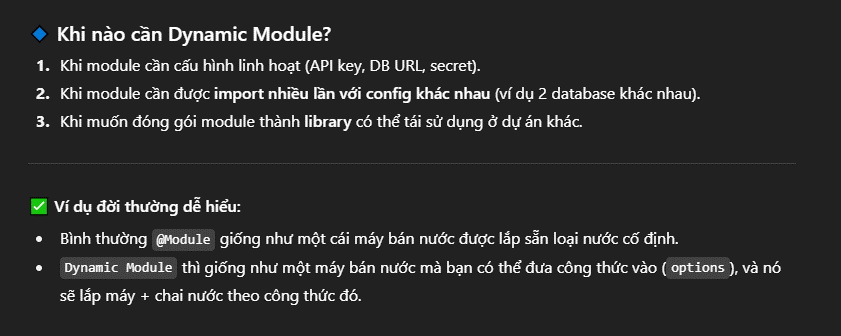 🔹 Khi nào cần Dynamic Module?
1. Khi module cần cấu hình linh hoạt (API key, DB URL, secret).
2. Khi module cần được import nhiều lần với config khác nhau (ví dụ 2 database khác nhau).
3. Khi muốn đóng gói module thành library có thể tái sử dụng ở dự án khác.
✅ Ví dụ đời thường dễ hiểu:
• Bình thường @Module giống như một cái máy bán nước được lắp sẵn loại nước cố định.
• Dynamic Module thì giống như một máy bán nước mà bạn có thể đưa công thức vào ( options ), và nó
sẽ lắp máy + chai nước theo công thức đó.